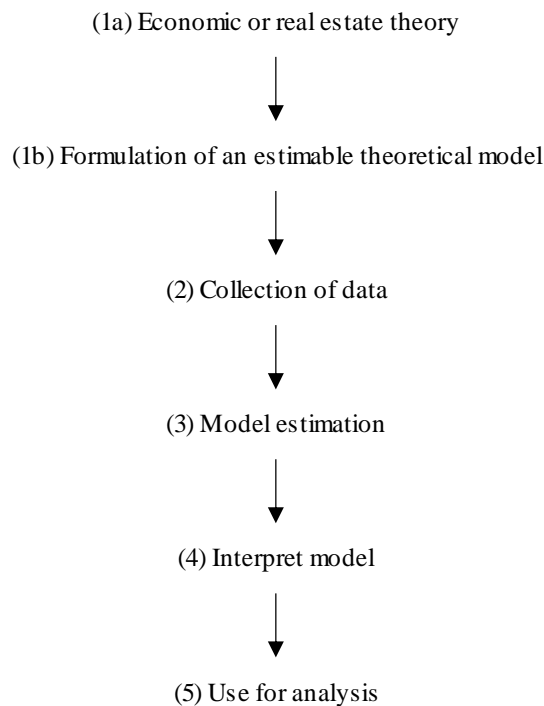 (1a) Economic or real estate theory
(1b) Formulation of an estimable theoretical model
(2) Collection of data
(3) Model estimation
(4) Interpret model
(5) Use for analysis